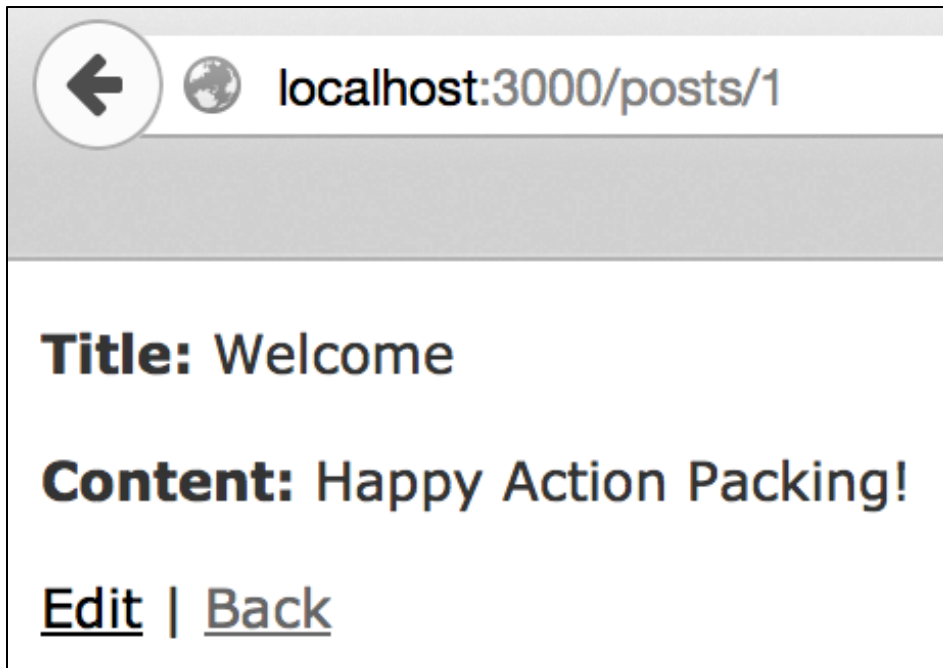 localhost:3000/posts/1
Title: Welcome
Content: Happy Action Packing!
Edit | Back